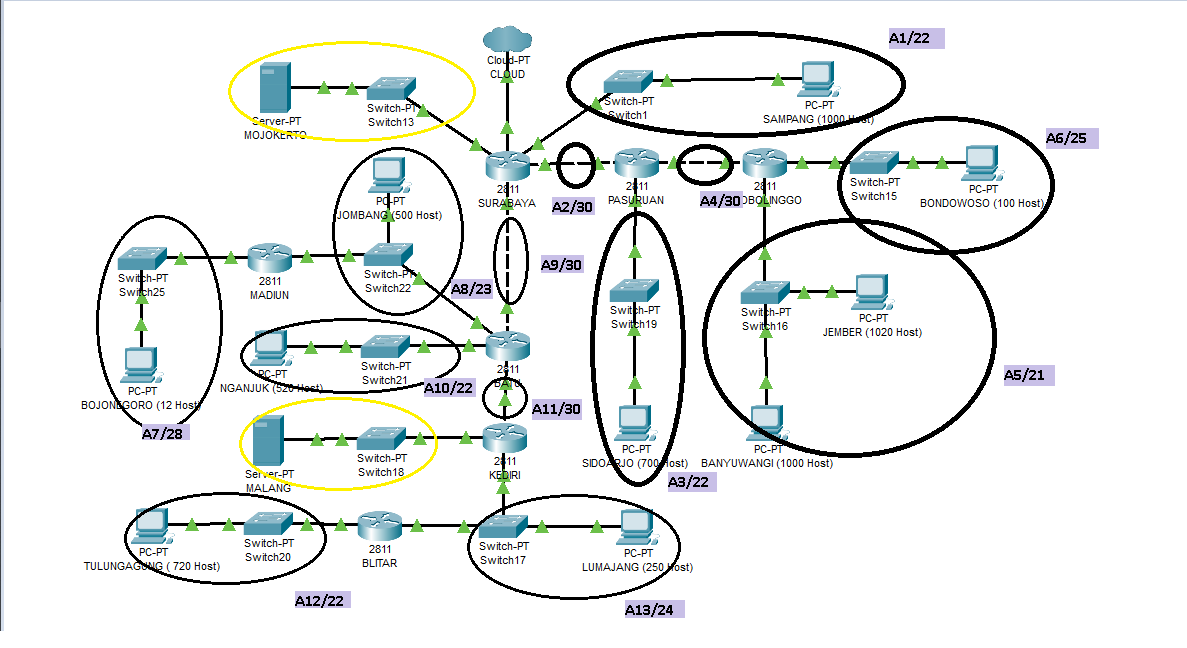 Cloud-PT
CLOUD
A1/22
Server-PT
MOJOKERTO
Switch-PT
Switch13
Switch-PT
Switch1
PC-PT
SAMPANG (1000 Host)
A6/25
2811
SURABAYA
2811
PASURUAN
2811
OBOLINGGO
Switch-PT
Switch15
PC-PT
BONDOWOSO (100 Host)
A2/30
A4/30
PC-PT
JOMBANG (500 Host)
Switch-PT
Switch22
A9/30
A8/23
Switch-PT
Switch25
2811
MADIUN
PC-PT
BOJONEGORO (12 Host)
A7/28
Switch-PT
Switch19
Switch-PT
Switch16
PC-PT
JEMBER (1020 Host)
A5/21
PC-PT
NGANJUK (520 Host)
Switch-PT
Switch21
A10/22
2811
BATU
A11/30
Server-PT
MALANG
Switch-PT
Switch18
2811
KEDIRI
PC-PT
SIDOARJO (700 Host)
A3/22
PC-PT
BANYUWANGI (1000 Host)
PC-PT
TULUNGAGUNG ( 720 Host)
Switch-PT
Switch20
2811
BLITAR
Switch-PT
Switch17
PC-PT
LUMAJANG (250 Host)
A12/22
A13/24